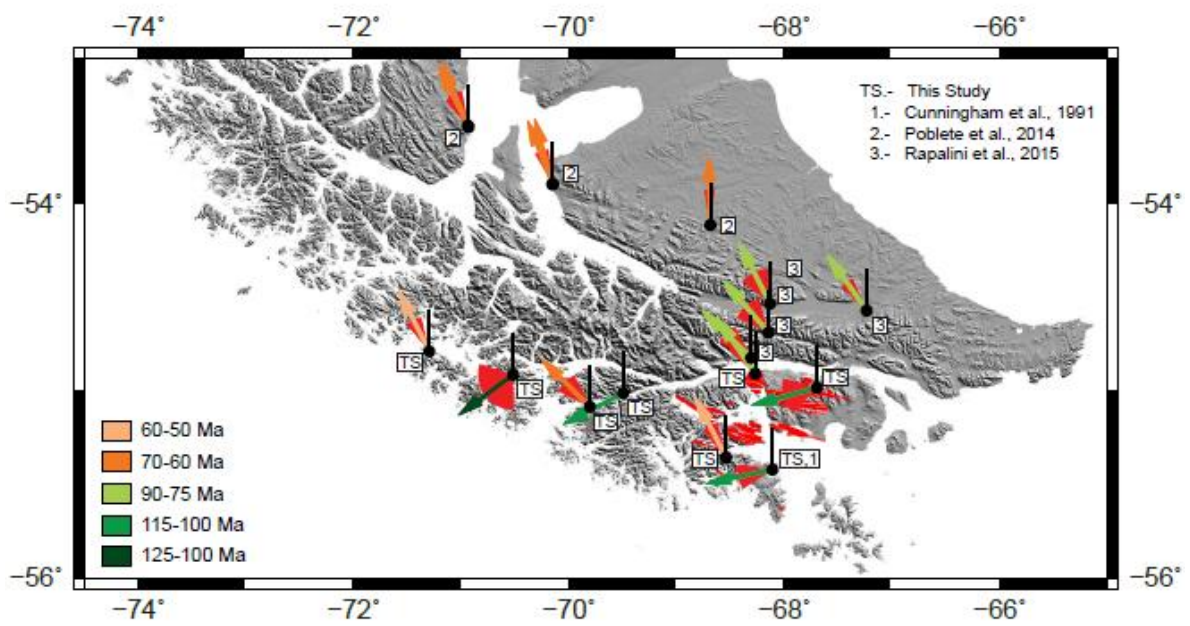 −74° −72° −70° −68° −66°
TS.- This Study
1.- Cunningham et al., 1991
2.- Poblete et al., 2014
3.- Rapalini et al., 2015
2
2
−54° −54°
2
3
3
3
3
3
TS
TS
TS
TS
TS
TS
TS
TS,1
60-50 Ma
70-60 Ma
90-75 Ma
115-100 Ma
125-100 Ma
−56° −56°
−74° −72° −70° −68° −66°